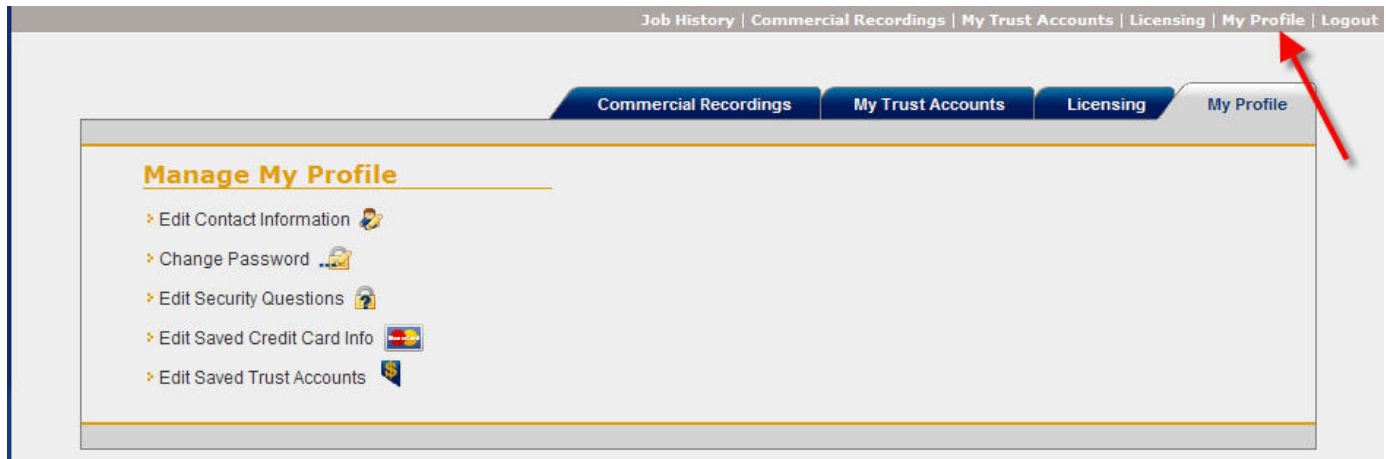 Job History | Commercial Recordings | My Trust Accounts | Licensing | My Profile | Logout
Commercial Recordings My Trust Accounts Licensing My Profile
Manage My Profile
Edit Contact Information
Change Password
Edit Security Questions
Edit Saved Credit Card Info
Edit Saved Trust Accounts